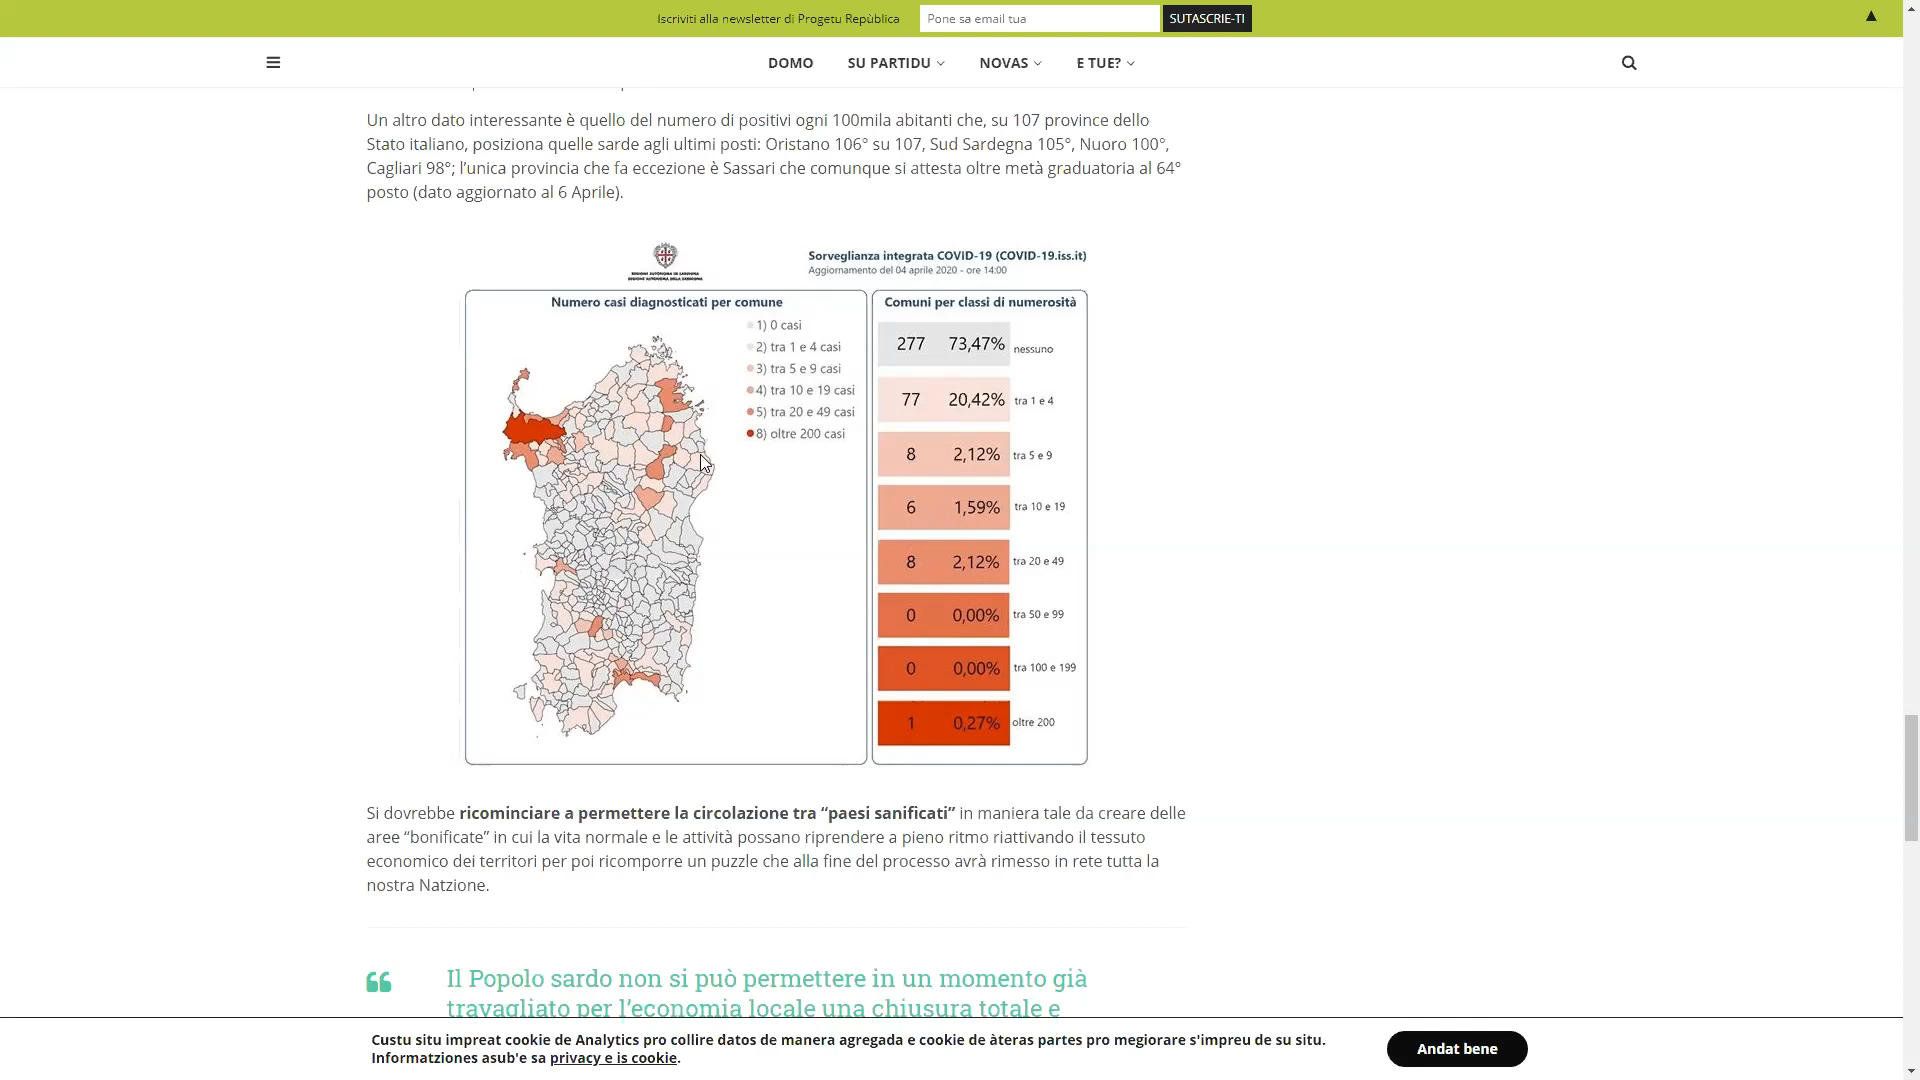 Iscriviti alla newsletter di Progetu Repùblica
Pone sa email tua
SUTASCRIE-TI
▲
DOMO
SU PARTIDU
NOVAS
E TUE?
Un altro dato interessante è quello del numero di positivi ogni 100mila abitanti che, su 107 province dello
Stato italiano, posiziona quelle sarde agli ultimi posti: Oristano 106° su 107, Sud Sardegna 105°, Nuoro 100°,
Cagliari 98°; l’unica provincia che fa eccezione è Sassari che comunque si attesta oltre metà graduatoria al 64°
posto (dato aggiornato al 6 Aprile).
REGIONE AUTÒNOMA DE SARDIGNA
REGIONE AUTONOMA DELLA SARDEGNA
Sorveglianza integrata COVID-19 (COVID-19.iss.it)
Aggiornamento del 04 aprile 2020 - ore 14:00
Numero casi diagnosticati per comune
1) 0 casi
2) tra 1 e 4 casi
3) tra 5 e 9 casi
4) tra 10 e 19 casi
5) tra 20 e 49 casi
8) oltre 200 casi
Comuni per classi di numerosità
277 73,47% nessuno
77 20,42% tra 1 e 4
8 2,12% tra 5 e 9
6 1,59% tra 10 e 19
8 2,12% tra 20 e 49
0 0,00% tra 50 e 99
0 0,00% tra 100 e 199
1 0,27% oltre 200
Si dovrebbe ricominciare a permettere la circolazione tra “paesi sanificati” in maniera tale da creare delle
aree “bonificate” in cui la vita normale e le attività possano riprendere a pieno ritmo riattivando il tessuto
economico dei territori per poi ricomporre un puzzle che alla fine del processo avrà rimesso in rete tutta la
nostra Natzione.
Il Popolo sardo non si può permettere in un momento già
travagliato per l’economia locale una chiusura totale e
Custu situ impreat cookie de Analytics pro collire datos de manera agregada e cookie de àteras partes pro megiorare s'impreu de su situ.
Informatziones asub'e sa privacy e is cookie.
Andat bene